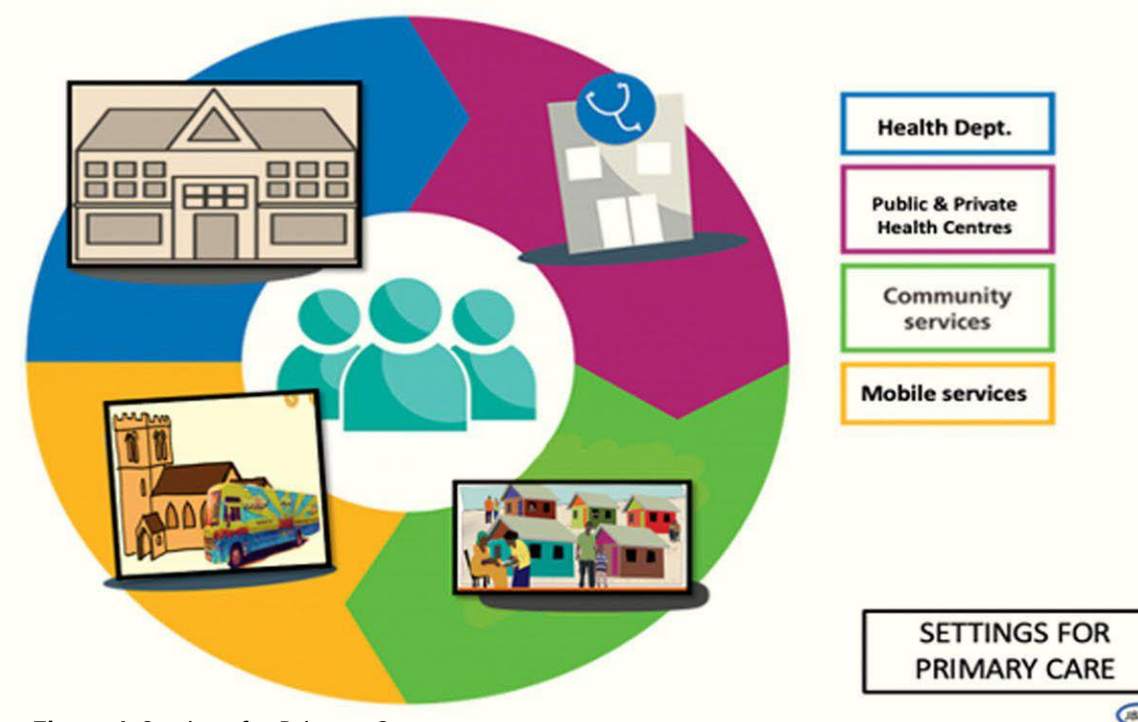 Health Dept.
Public & Private
Health Centres
Community
services
Mobile services
SETTINGS FOR
PRIMARY CARE